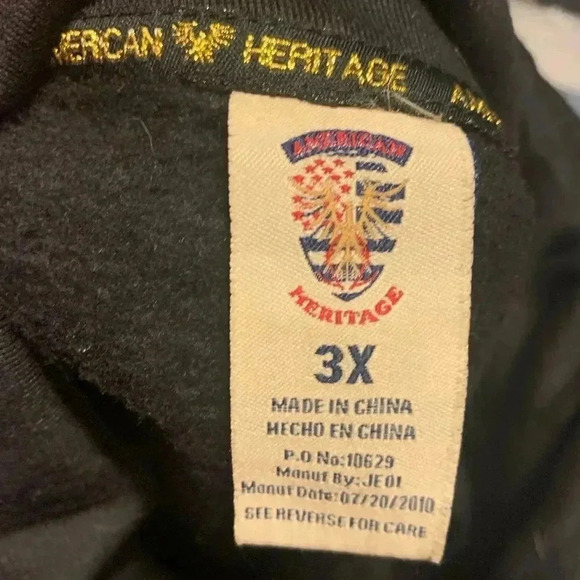 MERICAN HERITAGE
AMERICAN
HERITAGE
3X
MADE IN CHINA
HECHO EN CHINA
P.O No:10629
Manuf By:JE01
Manuf Date:07/20/2010
SEE REVERSE FOR CARE